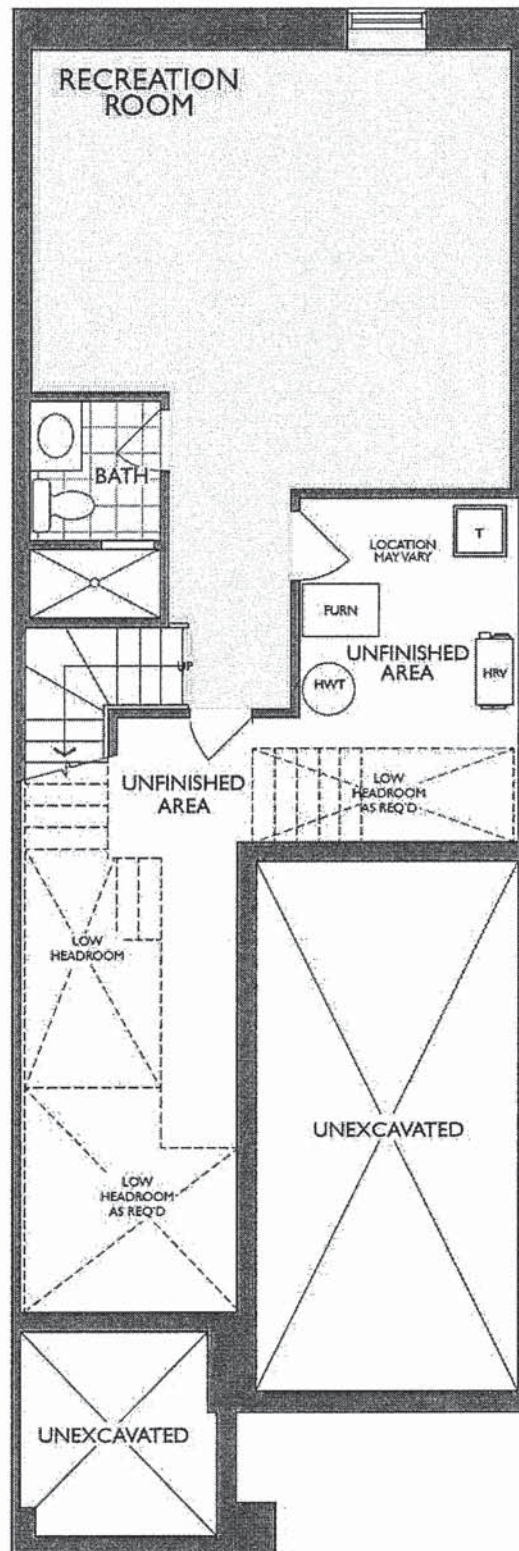 RECREATION
ROOM
BATH
LOCATION
MAY VARY
T
FURN
UNFINISHED
AREA
HRV
HWT
UP
UNFINISHED
AREA
LOW
HEADROOM
AS REQ'D
LOW
HEADROOM
UNEXCAVATED
LOW
HEADROOM
AS REQ'D
UNEXCAVATED